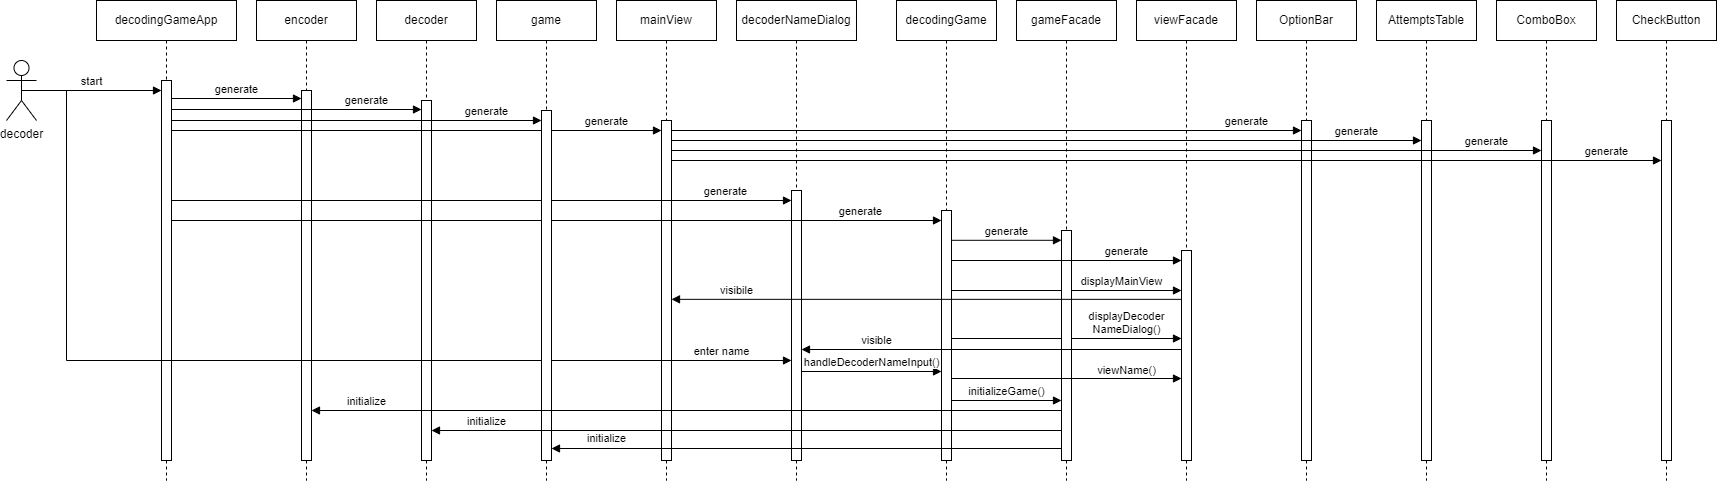 decodingGameApp
encoder
decoder
game
mainView
decoderNameDialog
decodingGame
gameFacade
viewFacade
OptionBar
AttemptsTable
ComboBox
CheckButton
decoder
start
generate
generate
generate
generate
generate
generate
generate
generate
generate
generate
generate
generate
displayMainView
visibile
displayDecoder
NameDialog()
visible
enter name
handleDecoderNameInput()
viewName()
initializeGame()
initialize
initialize
initialize